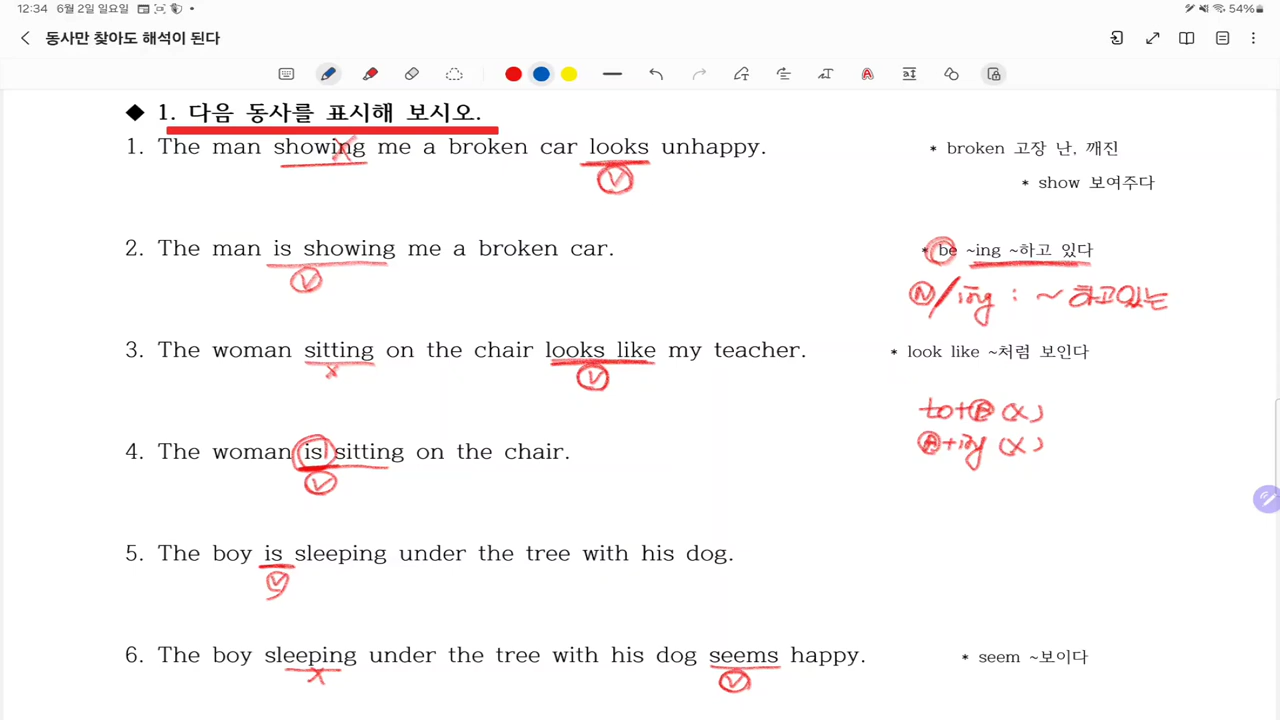 12:34 6월 2일 일요일
54%
동사만 찾아도 해석이 된다
◆ 1. 다음 동사를 표시해 보시오.
1. The man showing me a broken car looks unhappy.
* broken 고장 난, 깨진
V
* show 보여주다
2. The man is showing me a broken car.
* be ~ing ~하고 있다
V
N/ing : ~ 하고있는
3. The woman sitting on the chair looks like my teacher.
* look like ~처럼 보인다
x V
to+R (x)
R+ing (x)
4. The woman is sitting on the chair.
V
5. The boy is sleeping under the tree with his dog.
V
6. The boy sleeping under the tree with his dog seems happy.
* seem ~보이다
x V